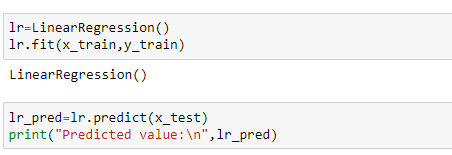 lr=LinearRegression()
lr.fit(x_train,y_train)
LinearRegression()
lr_pred=lr.predict(x_test)
print("Predicted value:\n",lr_pred)